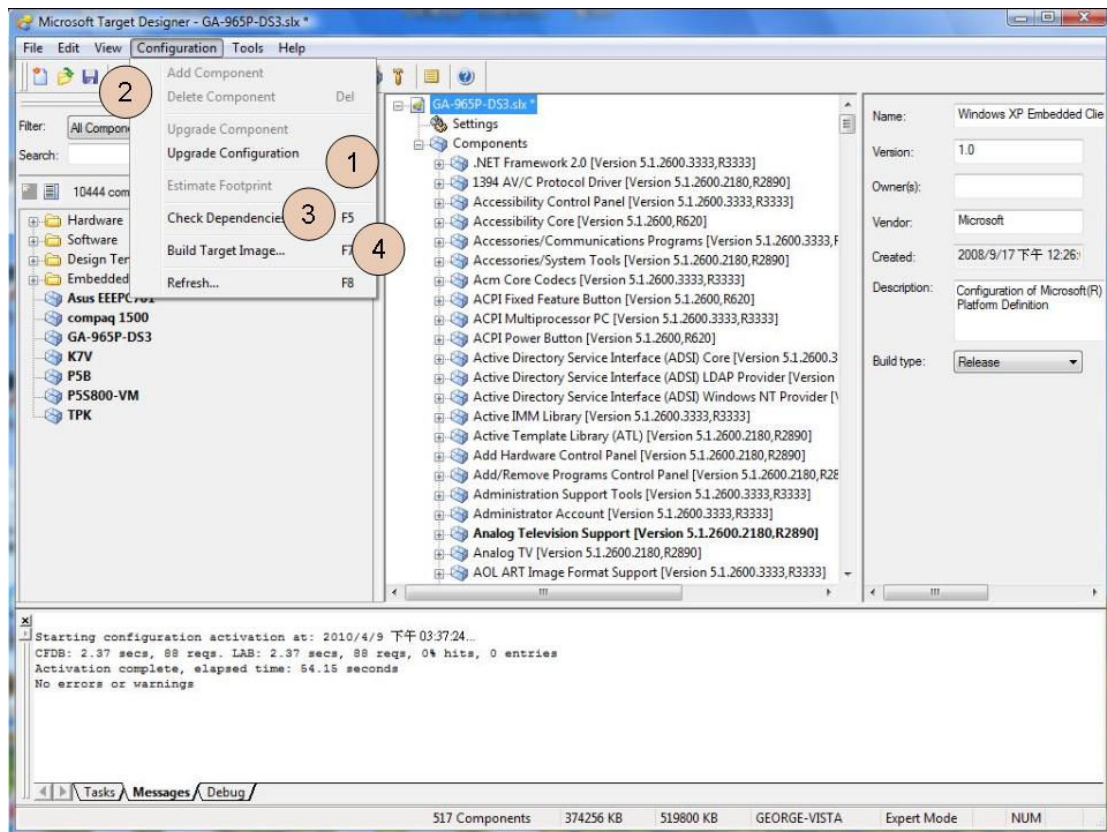 Microsoft Target Designer - GA-965P-DS3.slx *
File Edit View Configuration Tools Help
Add Component
Delete Component Del
Upgrade Component
Upgrade Configuration
Estimate Footprint
Check Dependencies F5
Build Target Image... F7
Refresh... F8
2
1
3
4
Filter: All
Search:
10444
Hardware
Software
Design
Embedded
Asus EEEPC701
compaq 1500
GA-965P-DS3
K7V
P5B
P5S800-VM
TPK
GA-965P-DS3.slx *
Settings
Components
.NET Framework 2.0 [Version 5.1.2600.3333,R3333]
1394 AV/C Protocol Driver [Version 5.1.2600.2180,R2890]
Accessibility Control Panel [Version 5.1.2600.3333,R3333]
Accessibility Core [Version 5.1.2600,R620]
Accessories/Communications Programs [Version 5.1.2600.3333,F
Accessories/System Tools [Version 5.1.2600.2180,R2890]
Acm Core Codecs [Version 5.1.2600.3333,R3333]
ACPI Fixed Feature Button [Version 5.1.2600,R620]
ACPI Multiprocessor PC [Version 5.1.2600.3333,R3333]
ACPI Power Button [Version 5.1.2600,R620]
Active Directory Service Interface (ADSI) Core [Version 5.1.2600.3
Active Directory Service Interface (ADSI) LDAP Provider [Version
Active Directory Service Interface (ADSI) Windows NT Provider [\
Active IMM Library [Version 5.1.2600.3333,R3333]
Active Template Library (ATL) [Version 5.1.2600.2180,R2890]
Add Hardware Control Panel [Version 5.1.2600.2180,R2890]
Add/Remove Programs Control Panel [Version 5.1.2600.2180,R28
Administration Support Tools [Version 5.1.2600.3333,R3333]
Administrator Account [Version 5.1.2600.3333,R3333]
Analog Television Support [Version 5.1.2600.2180,R2890]
Analog TV [Version 5.1.2600.2180,R2890]
AOL ART Image Format Support [Version 5.1.2600.3333,R3333]
Name: Windows XP Embedded Clie
Version: 1.0
Owner(s):
Vendor: Microsoft
Created: 2008/9/17 下午 12:26:
Description: Configuration of Microsoft(R)
Platform Definition
Build type: Release
Starting configuration activation at: 2010/4/9 下午 03:37:24...
CFDB: 2.37 secs, 88 reqs. LAB: 2.37 secs, 88 reqs, 0% hits, 0 entries
Activation complete, elapsed time: 54.15 seconds
No errors or warnings
Tasks Messages Debug
517 Components 374256 KB 519800 KB GEORGE-VISTA Expert Mode NUM